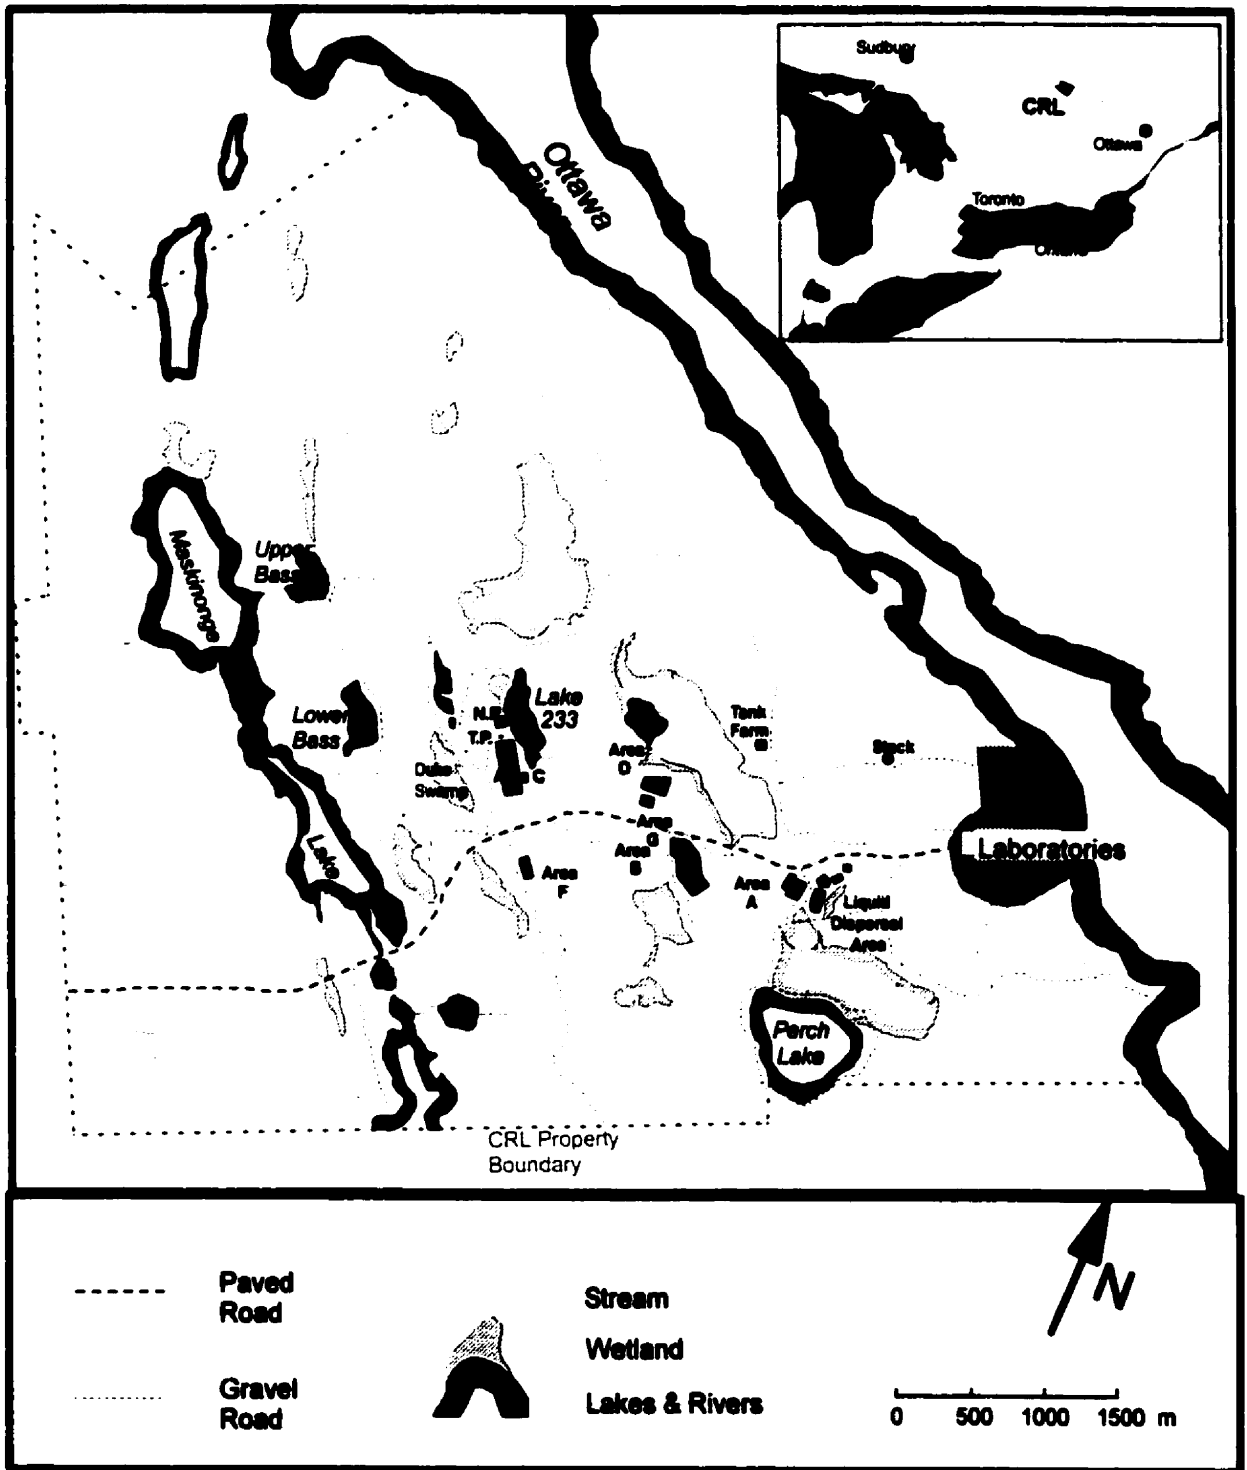 Sudbury
CRL
Ottawa
Toronto
Ontario
Ottawa
River
Maskinonge
Upper
Bass
Lower
Bass
Lake
233
T.P.
Duke
Swamp
Area
D
Tank
Farm
Stack
Area
G
Area
B
Area
F
Area
A
Laboratories
Liquid
Dispersal
Area
Lake
Perch
Lake
CRL Property
Boundary
Paved
Road
Gravel
Road
Stream
Wetland
Lakes & Rivers
N
0 500 1000 1500 m